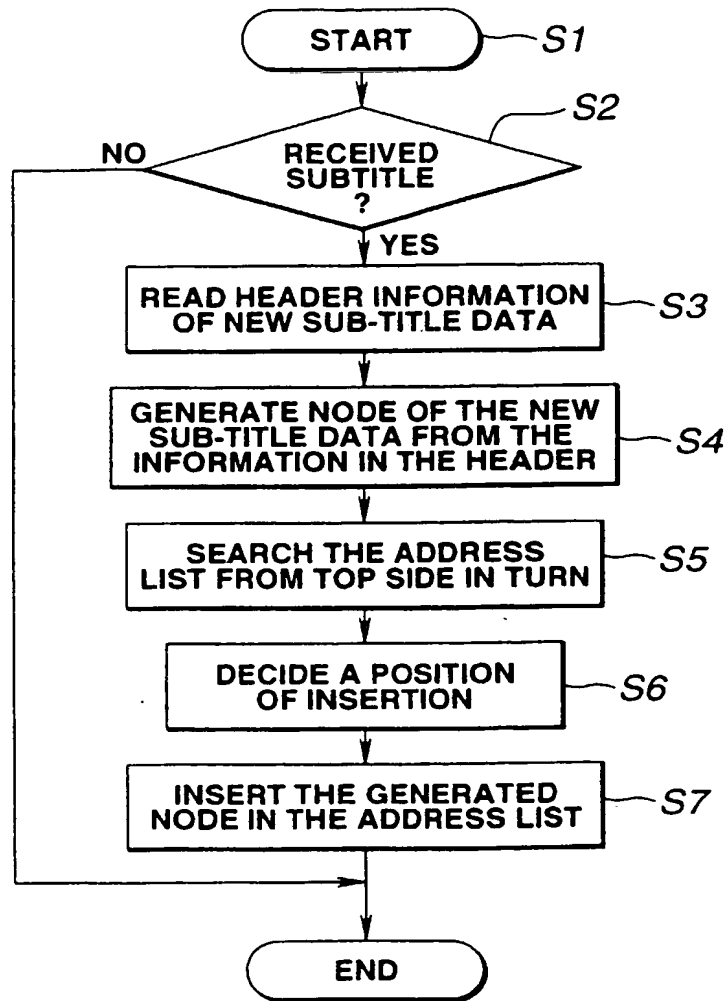 START
S1
S2
NO
RECEIVED
SUBTITLE
?
YES
READ HEADER INFORMATION
OF NEW SUB-TITLE DATA
S3
GENERATE NODE OF THE NEW
SUB-TITLE DATA FROM THE
INFORMATION IN THE HEADER
S4
SEARCH THE ADDRESS
LIST FROM TOP SIDE IN TURN
S5
DECIDE A POSITION
OF INSERTION
S6
INSERT THE GENERATED
NODE IN THE ADDRESS LIST
S7
END